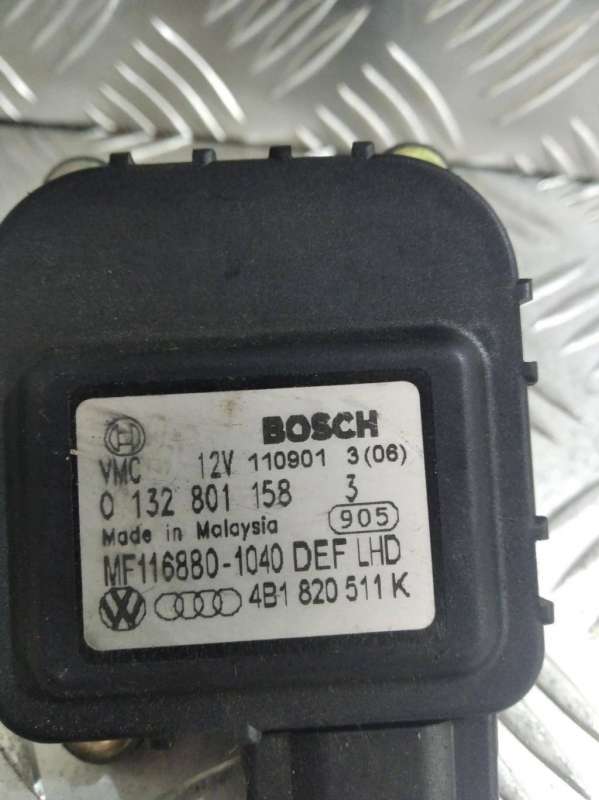 BOSCH
VMC 12V 110901 3(06)
0 132 801 158 3
Made in Malaysia 905
MF116880-1040 DEF LHD
4B1 820 511 K